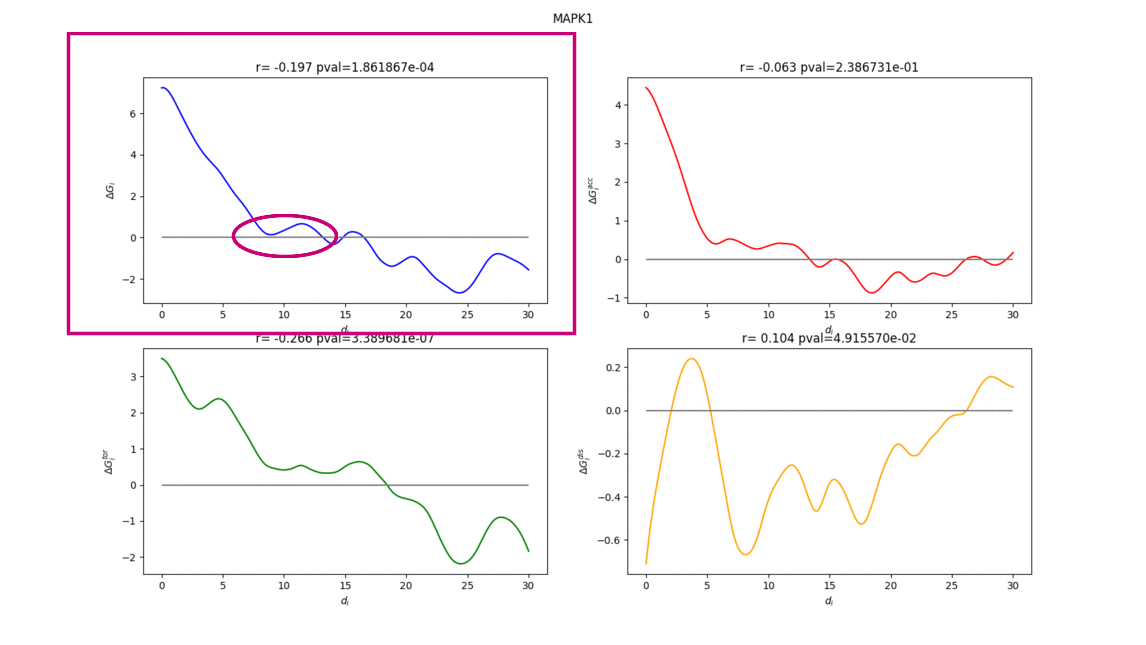 MAPK1
r= -0.197 pval=1.861867e-04
ΔG_i
6
4
2
0
−2
0 5 10 15 20 25 30
d_i
r= -0.063 pval=2.386731e-01
ΔG_i^acc
4
3
2
1
0
−1
0 5 10 15 20 25 30
d_i
r= -0.266 pval=3.389681e-07
ΔG_i^tor
3
2
1
0
−1
−2
0 5 10 15 20 25 30
d_i
r= 0.104 pval=4.915570e-02
ΔG_i^dis
0.2
0.0
−0.2
−0.4
−0.6
0 5 10 15 20 25 30
d_i